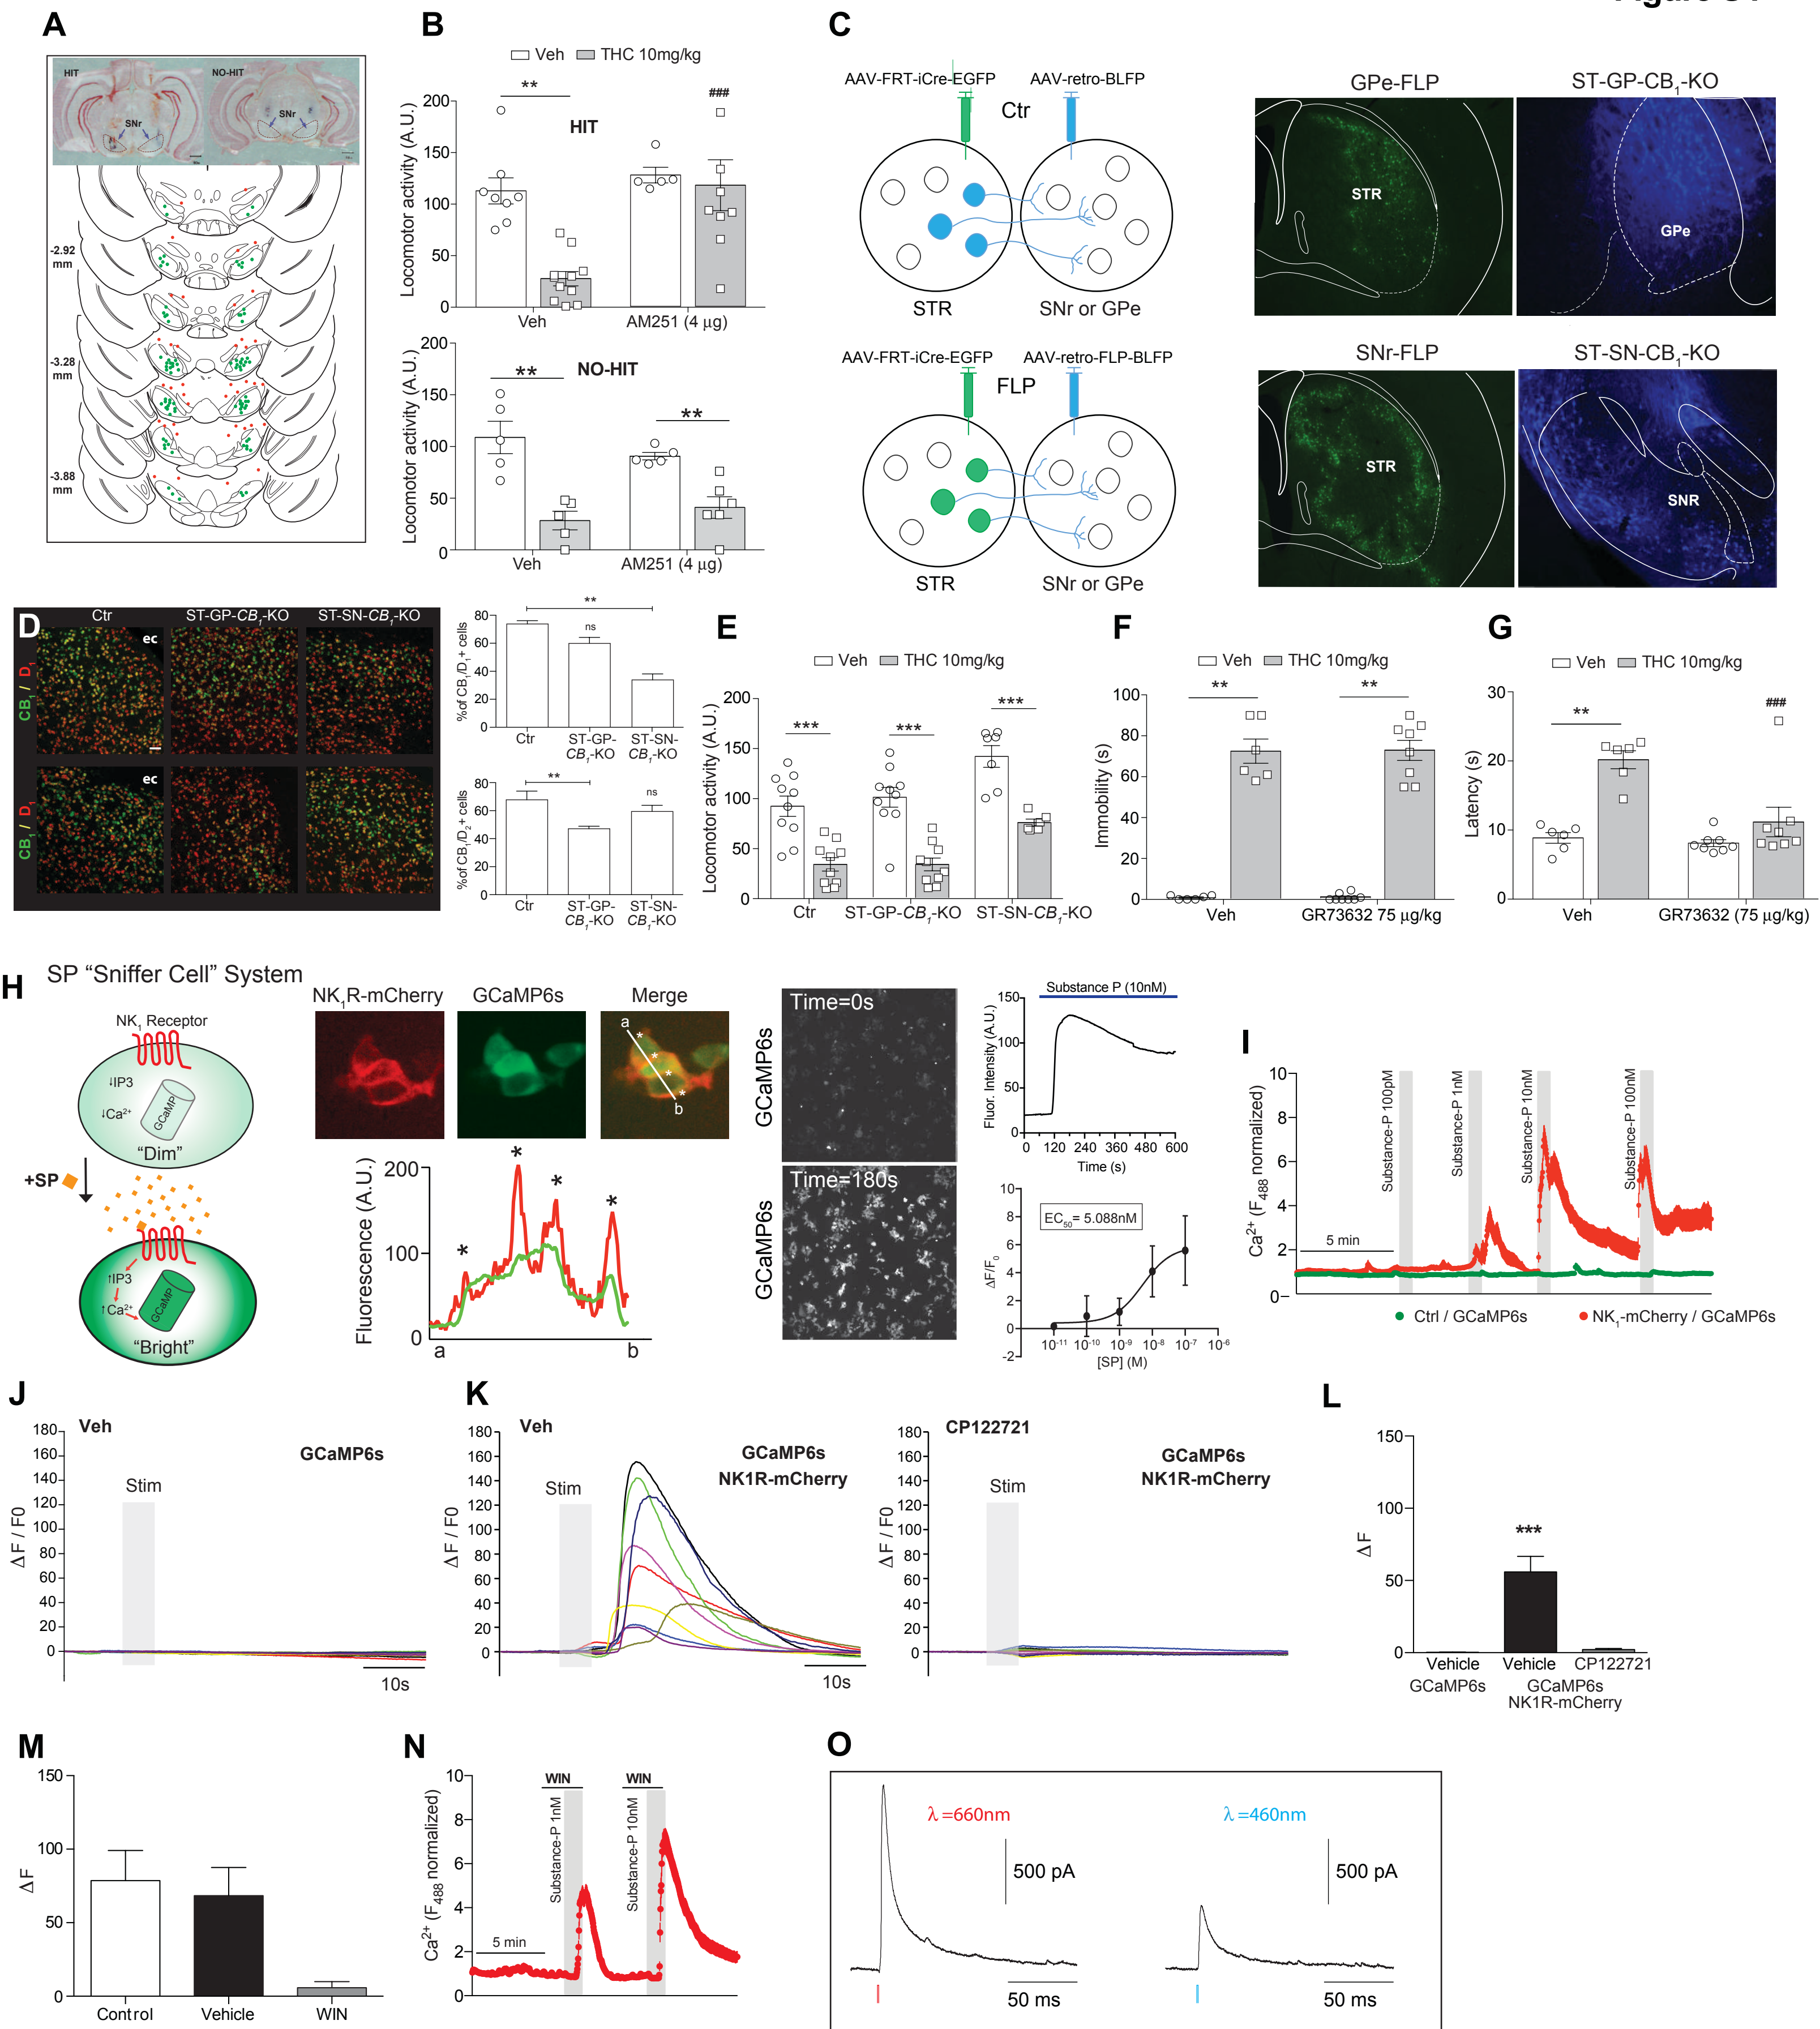 A
HIT
NO-HIT
SNr
SNr
-2.92
mm
-3.28
mm
-3.88
mm
B
Veh
THC 10mg/kg
Locomotor activity (A.U.)
200
150
100
50
0
**
HIT
###
Veh
AM251 (4 µg)
Locomotor activity (A.U.)
200
150
100
50
0
**
NO-HIT
**
Veh
AM251 (4 µg)
C
AAV-FRT-iCre-EGFP
AAV-retro-BLFP
Ctr
STR
SNr or GPe
AAV-FRT-iCre-EGFP
AAV-retro-FLP-BLFP
FLP
STR
SNr or GPe
GPe-FLP
ST-GP-CB1-KO
STR
GPe
SNr-FLP
ST-SN-CB1-KO
STR
SNR
D
Ctr
ST-GP-CB1-KO
ST-SN-CB1-KO
CB1 / D1
ec
CB1 / D1
ec
%of CB1/D1+ cells
80
60
40
20
0
**
ns
Ctr
ST-GP-
CB1-KO
ST-SN-
CB1-KO
%of CB1/D2+ cells
80
60
40
20
0
**
ns
Ctr
ST-GP-
CB1-KO
ST-SN-
CB1-KO
E
Veh
THC 10mg/kg
Locomotor activity (A.U.)
200
150
100
50
0
***
***
***
Ctr
ST-GP-CB1-KO
ST-SN-CB1-KO
F
Veh
THC 10mg/kg
Immobility (s)
100
80
60
40
20
0
**
**
Veh
GR73632 75 µg/kg
G
Veh
THC 10mg/kg
Latency (s)
30
20
10
0
**
###
Veh
GR73632 (75 µg/kg)
H
SP “Sniffer Cell” System
NK1 Receptor
↓IP3
↓Ca2+
GCaMP
“Dim”
+SP
↑IP3
↑Ca2+
GCaMP
“Bright”
NK1R-mCherry
GCaMP6s
Merge
a
*
*
*
*
b
Fluorescence (A.U.)
200
100
0
*
*
*
*
a
b
GCaMP6s
Time=0s
GCaMP6s
Time=180s
Substance P (10nM)
Fluor. Intensity (A.U.)
150
100
50
0
0 120 240 360 480 600
Time (s)
ΔF/F0
10
8
6
4
2
0
-2
EC50= 5.088nM
10-11 10-10 10-9 10-8 10-7 10-6
[SP] (M)
I
Ca2+ (F488 normalized)
10
8
6
4
2
0
Substance-P 100pM
Substance-P 1nM
Substance-P 10nM
Substance-P 100nM
5 min
Ctrl / GCaMP6s
NK1-mCherry / GCaMP6s
J
Veh
GCaMP6s
Stim
ΔF / F0
180
160
140
120
100
80
60
40
20
0
10s
K
Veh
GCaMP6s
NK1R-mCherry
Stim
ΔF / F0
180
160
140
120
100
80
60
40
20
0
10s
CP122721
GCaMP6s
NK1R-mCherry
Stim
ΔF / F0
180
160
140
120
100
80
60
40
20
0
L
ΔF
150
100
50
0
***
Vehicle
GCaMP6s
Vehicle
CP122721
GCaMP6s
NK1R-mCherry
M
ΔF
150
100
50
0
Control
Vehicle
WIN
N
Ca2+ (F488 normalized)
10
8
6
4
2
0
WIN
WIN
Substance-P 1nM
Substance-P 10nM
5 min
O
λ =660nm
500 pA
50 ms
λ =460nm
500 pA
50 ms